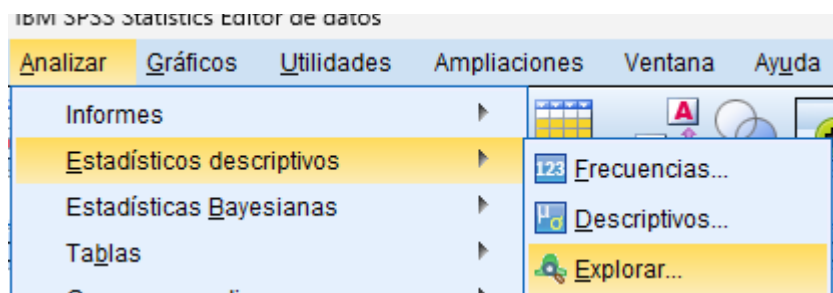 IBM SPSS Statistics Editor de datos
Analizar Gráficos Utilidades Ampliaciones Ventana Ayuda
Informes
A
Estadísticos descriptivos
123 Frecuencias...
Estadísticas Bayesianas
μσ Descriptivos...
Tablas
Explorar...